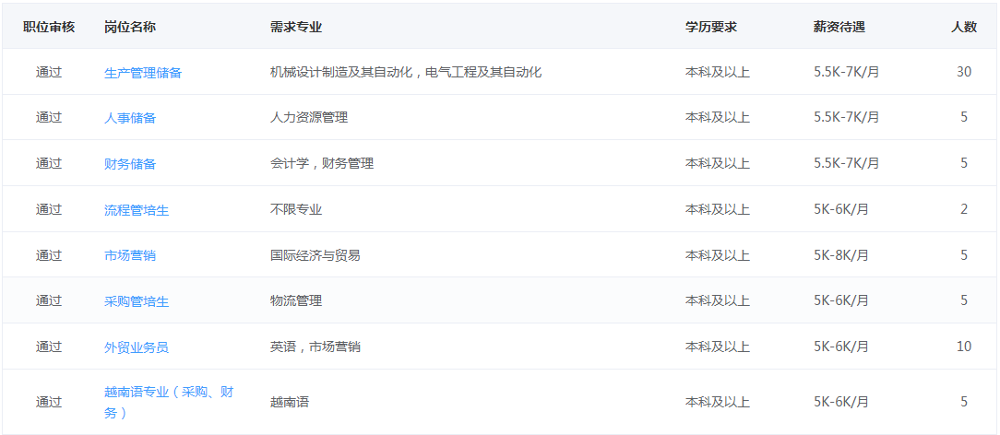 职位审核 岗位名称 需求专业 学历要求 薪资待遇 人数
通过 生产管理储备 机械设计制造及其自动化，电气工程及其自动化 本科及以上 5.5K-7K/月 30
通过 人事储备 人力资源管理 本科及以上 5.5K-7K/月 5
通过 财务储备 会计学，财务管理 本科及以上 5.5K-7K/月 5
通过 流程管培生 不限专业 本科及以上 5K-6K/月 2
通过 市场营销 国际经济与贸易 本科及以上 5K-8K/月 5
通过 采购管培生 物流管理 本科及以上 5K-6K/月 5
通过 外贸业务员 英语，市场营销 本科及以上 5K-6K/月 10
通过 越南语专业（采购、财 越南语 本科及以上 5K-6K/月 5
务）